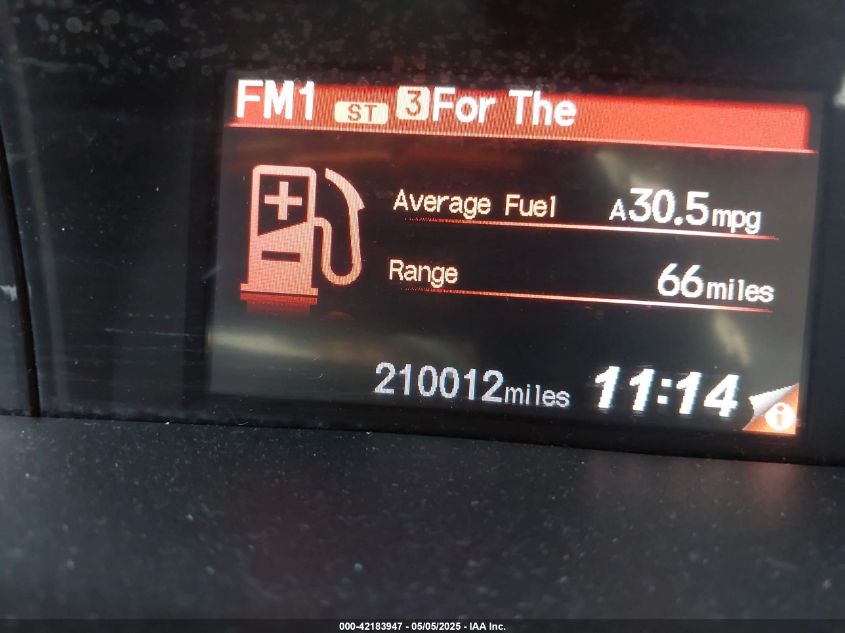 FM1 ST 3 For The
Average Fuel A30.5mpg
Range 66miles
210012miles 11:14 i
000-42183947 - 05/05/2025 - IAA Inc.